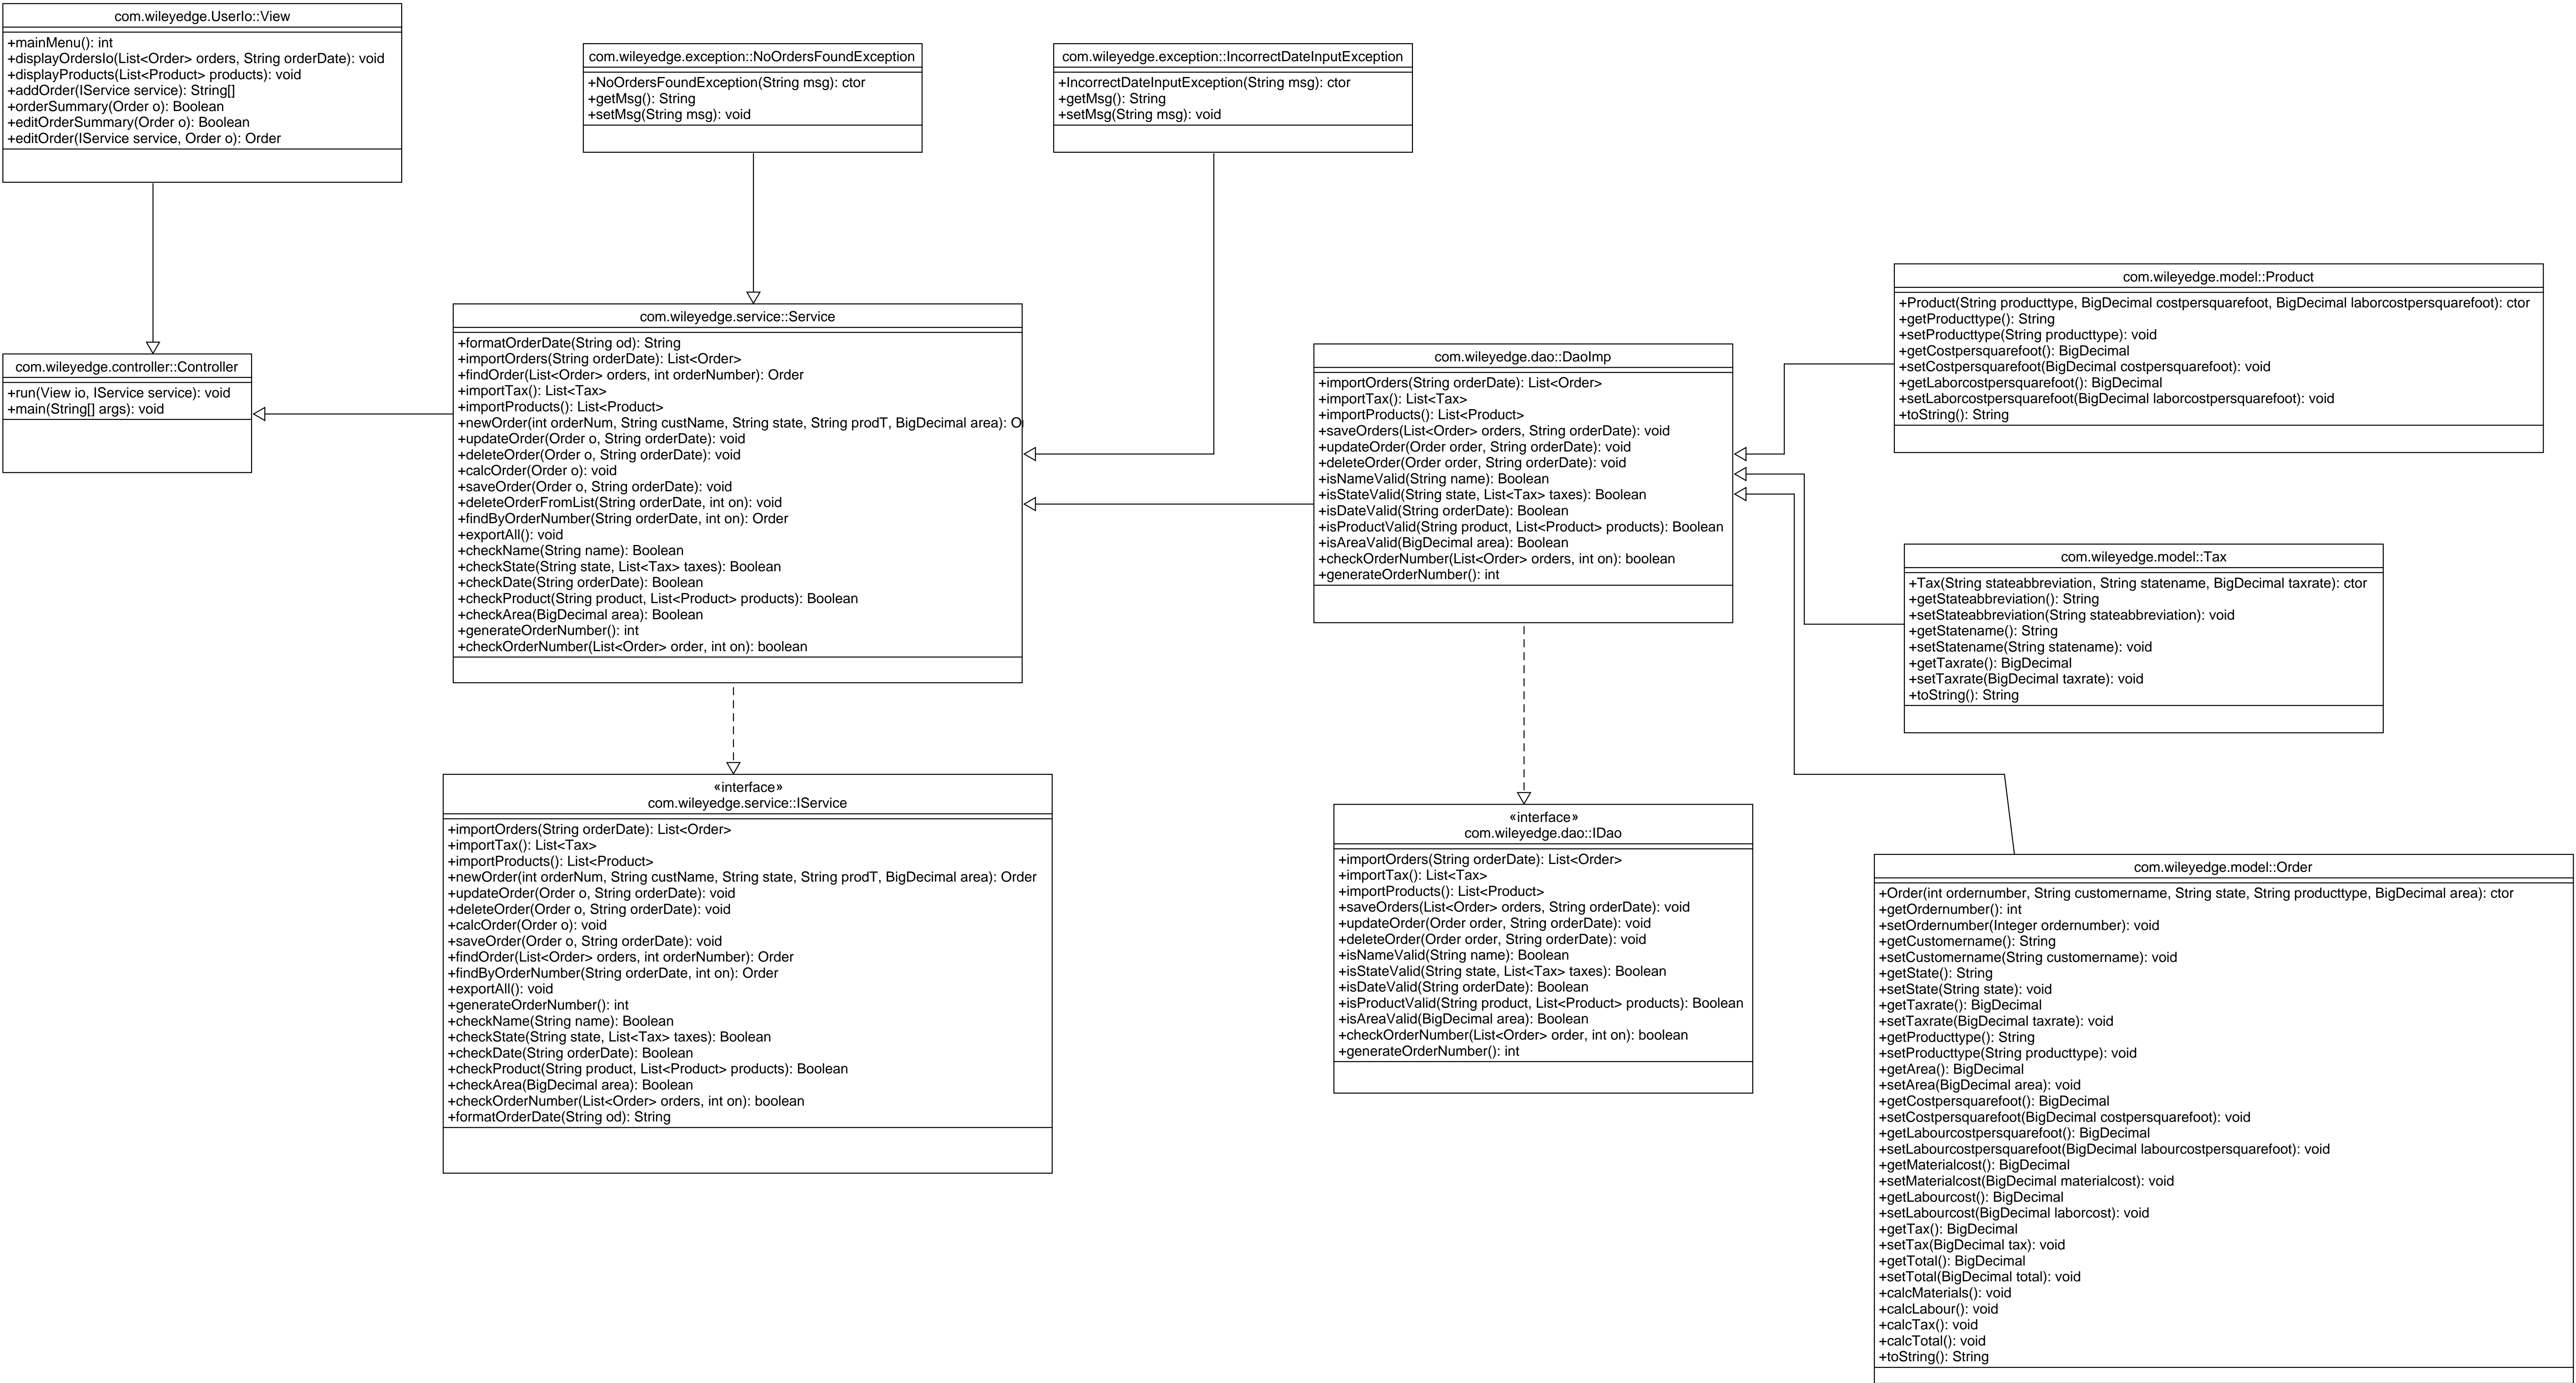 com.wileyedge.UserIo::View
+mainMenu(): int
+displayOrdersIo(List<Order> orders, String orderDate): void
+displayProducts(List<Product> products): void
+addOrder(IService service): String[]
+orderSummary(Order o): Boolean
+editOrderSummary(Order o): Boolean
+editOrder(IService service, Order o): Order
com.wileyedge.exception::NoOrdersFoundException
+NoOrdersFoundException(String msg): ctor
+getMsg(): String
+setMsg(String msg): void
com.wileyedge.exception::IncorrectDateInputException
+IncorrectDateInputException(String msg): ctor
+getMsg(): String
+setMsg(String msg): void
com.wileyedge.controller::Controller
+run(View io, IService service): void
+main(String[] args): void
com.wileyedge.service::Service
+formatOrderDate(String od): String
+importOrders(String orderDate): List<Order>
+findOrder(List<Order> orders, int orderNumber): Order
+importTax(): List<Tax>
+importProducts(): List<Product>
+newOrder(int orderNum, String custName, String state, String prodT, BigDecimal area): O
+updateOrder(Order o, String orderDate): void
+deleteOrder(Order o, String orderDate): void
+calcOrder(Order o): void
+saveOrder(Order o, String orderDate): void
+deleteOrderFromList(String orderDate, int on): void
+findByOrderNumber(String orderDate, int on): Order
+exportAll(): void
+checkName(String name): Boolean
+checkState(String state, List<Tax> taxes): Boolean
+checkDate(String orderDate): Boolean
+checkProduct(String product, List<Product> products): Boolean
+checkArea(BigDecimal area): Boolean
+generateOrderNumber(): int
+checkOrderNumber(List<Order> order, int on): boolean
com.wileyedge.dao::DaoImp
+importOrders(String orderDate): List<Order>
+importTax(): List<Tax>
+importProducts(): List<Product>
+saveOrders(List<Order> orders, String orderDate): void
+updateOrder(Order order, String orderDate): void
+deleteOrder(Order order, String orderDate): void
+isNameValid(String name): Boolean
+isStateValid(String state, List<Tax> taxes): Boolean
+isDateValid(String orderDate): Boolean
+isProductValid(String product, List<Product> products): Boolean
+isAreaValid(BigDecimal area): Boolean
+checkOrderNumber(List<Order> orders, int on): boolean
+generateOrderNumber(): int
com.wileyedge.model::Product
+Product(String producttype, BigDecimal costpersquarefoot, BigDecimal laborcostpersquarefoot): ctor
+getProducttype(): String
+setProducttype(String producttype): void
+getCostpersquarefoot(): BigDecimal
+setCostpersquarefoot(BigDecimal costpersquarefoot): void
+getLaborcostpersquarefoot(): BigDecimal
+setLaborcostpersquarefoot(BigDecimal laborcostpersquarefoot): void
+toString(): String
com.wileyedge.model::Tax
+Tax(String stateabbreviation, String statename, BigDecimal taxrate): ctor
+getStateabbreviation(): String
+setStateabbreviation(String stateabbreviation): void
+getStatename(): String
+setStatename(String statename): void
+getTaxrate(): BigDecimal
+setTaxrate(BigDecimal taxrate): void
+toString(): String
«interface»
com.wileyedge.service::IService
+importOrders(String orderDate): List<Order>
+importTax(): List<Tax>
+importProducts(): List<Product>
+newOrder(int orderNum, String custName, String state, String prodT, BigDecimal area): Order
+updateOrder(Order o, String orderDate): void
+deleteOrder(Order o, String orderDate): void
+calcOrder(Order o): void
+saveOrder(Order o, String orderDate): void
+findOrder(List<Order> orders, int orderNumber): Order
+findByOrderNumber(String orderDate, int on): Order
+exportAll(): void
+generateOrderNumber(): int
+checkName(String name): Boolean
+checkState(String state, List<Tax> taxes): Boolean
+checkDate(String orderDate): Boolean
+checkProduct(String product, List<Product> products): Boolean
+checkArea(BigDecimal area): Boolean
+checkOrderNumber(List<Order> orders, int on): boolean
+formatOrderDate(String od): String
«interface»
com.wileyedge.dao::IDao
+importOrders(String orderDate): List<Order>
+importTax(): List<Tax>
+importProducts(): List<Product>
+saveOrders(List<Order> orders, String orderDate): void
+updateOrder(Order order, String orderDate): void
+deleteOrder(Order order, String orderDate): void
+isNameValid(String name): Boolean
+isStateValid(String state, List<Tax> taxes): Boolean
+isDateValid(String orderDate): Boolean
+isProductValid(String product, List<Product> products): Boolean
+isAreaValid(BigDecimal area): Boolean
+checkOrderNumber(List<Order> order, int on): boolean
+generateOrderNumber(): int
com.wileyedge.model::Order
+Order(int ordernumber, String customername, String state, String producttype, BigDecimal area): ctor
+getOrdernumber(): int
+setOrdernumber(Integer ordernumber): void
+getCustomername(): String
+setCustomername(String customername): void
+getState(): String
+setState(String state): void
+getTaxrate(): BigDecimal
+setTaxrate(BigDecimal taxrate): void
+getProducttype(): String
+setProducttype(String producttype): void
+getArea(): BigDecimal
+setArea(BigDecimal area): void
+getCostpersquarefoot(): BigDecimal
+setCostpersquarefoot(BigDecimal costpersquarefoot): void
+getLabourcostpersquarefoot(): BigDecimal
+setLabourcostpersquarefoot(BigDecimal labourcostpersquarefoot): void
+getMaterialcost(): BigDecimal
+setMaterialcost(BigDecimal materialcost): void
+getLabourcost(): BigDecimal
+setLabourcost(BigDecimal laborcost): void
+getTax(): BigDecimal
+setTax(BigDecimal tax): void
+getTotal(): BigDecimal
+setTotal(BigDecimal total): void
+calcMaterials(): void
+calcLabour(): void
+calcTax(): void
+calcTotal(): void
+toString(): String